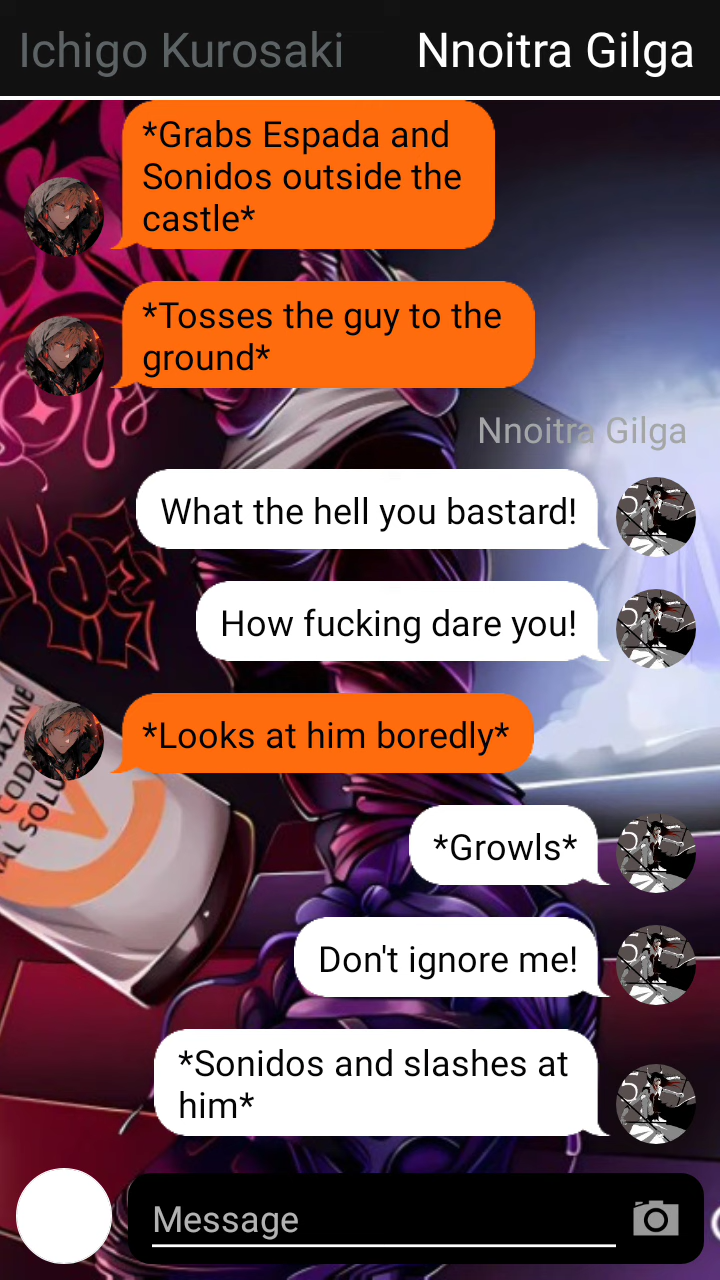 Ichigo Kurosaki
Nnoitra Gilga
*Grabs Espada and
Sonidos outside the
castle*
*Tosses the guy to the
ground*
Nnoitra Gilga
What the hell you bastard!
How fucking dare you!
*Looks at him boredly*
*Growls*
Don't ignore me!
*Sonidos and slashes at
him*
Message